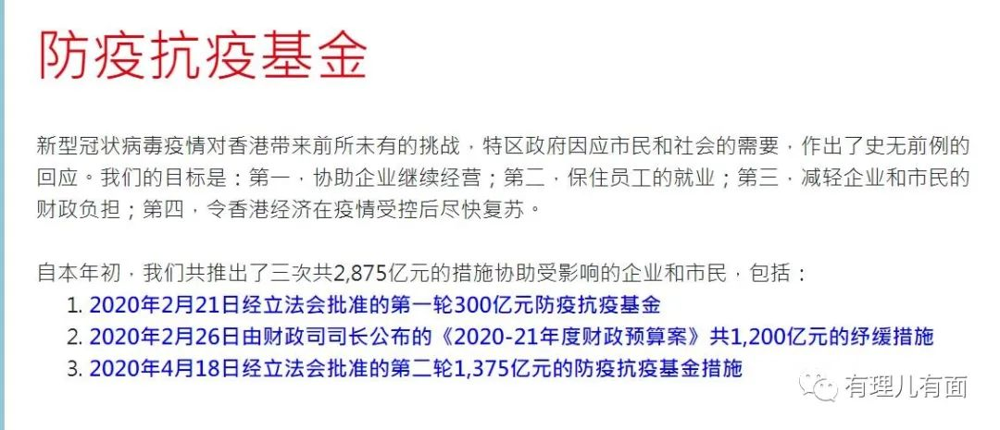 防疫抗疫基金
新型冠状病毒疫情对香港带来前所未有的挑战，特区政府因应市民和社会的需要，作出了史无前例的
回应。我们的目标是：第一，协助企业继续经营；第二，保住员工的就业；第三，减轻企业和市民的
财政负担；第四，令香港经济在疫情受控后尽快复苏。
自本年初，我们共推出了三次共2,875亿元的措施协助受影响的企业和市民，包括：
1. 2020年2月21日经立法会批准的第一轮300亿元防疫抗疫基金
2. 2020年2月26日由财政司司长公布的《2020-21年度财政预算案》共1,200亿元的纾缓措施
3. 2020年4月18日经立法会批准的第二轮1,375亿元的防疫抗疫基金措施
有理儿有面